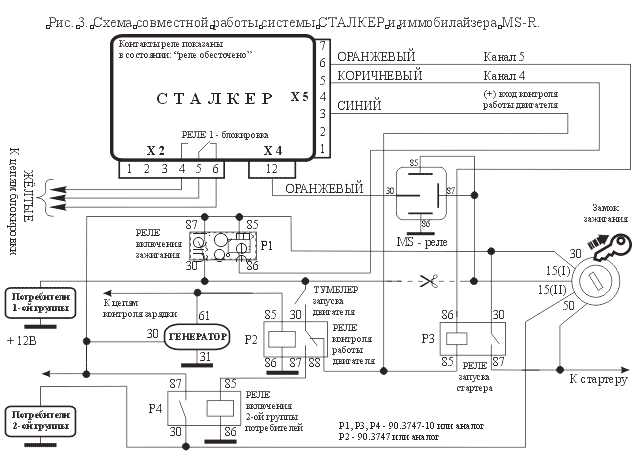 Рис. 3. Схема совместной работы системы СТАЛКЕР и иммобилайзера MS-R.
Контакты реле показаны
в состоянии: "реле обесточено"
СТАЛКЕР
X5
7
6
5
4
3
2
1
ОРАНЖЕВЫЙ
Канал 5
КОРИЧНЕВЫЙ
Канал 4
(+) вход контроля
работы двигателя
СИНИЙ
РЕЛЕ 1 - блокировка
X2
X4
1 2 3 4 5 6
12
К цепям блокировки
ЖЕЛТЫЕ
ОРАНЖЕВЫЙ
85
30
87
86
MS - реле
Замок
зажигания
30
15(I)
15(II)
50
РЕЛЕ
включения
зажигания
87
85
30
86
P1
Потребители
1-ой группы
+ 12В
К цепям
контроля зарядки
61
30
ГЕНЕРАТОР
31
ТУМБЛЕР
запуска
двигателя
85
30
P2
86
87
88
РЕЛЕ
контроля
работы
двигателя
86
30
P3
85
87
РЕЛЕ
запуска
стартера
К стартеру
Потребители
2-ой группы
87
85
P4
30
86
РЕЛЕ
включения
2-ой группы
потребителей
P1, P3, P4 - 90.3747-10 или аналог
P2 - 90.3747 или аналог